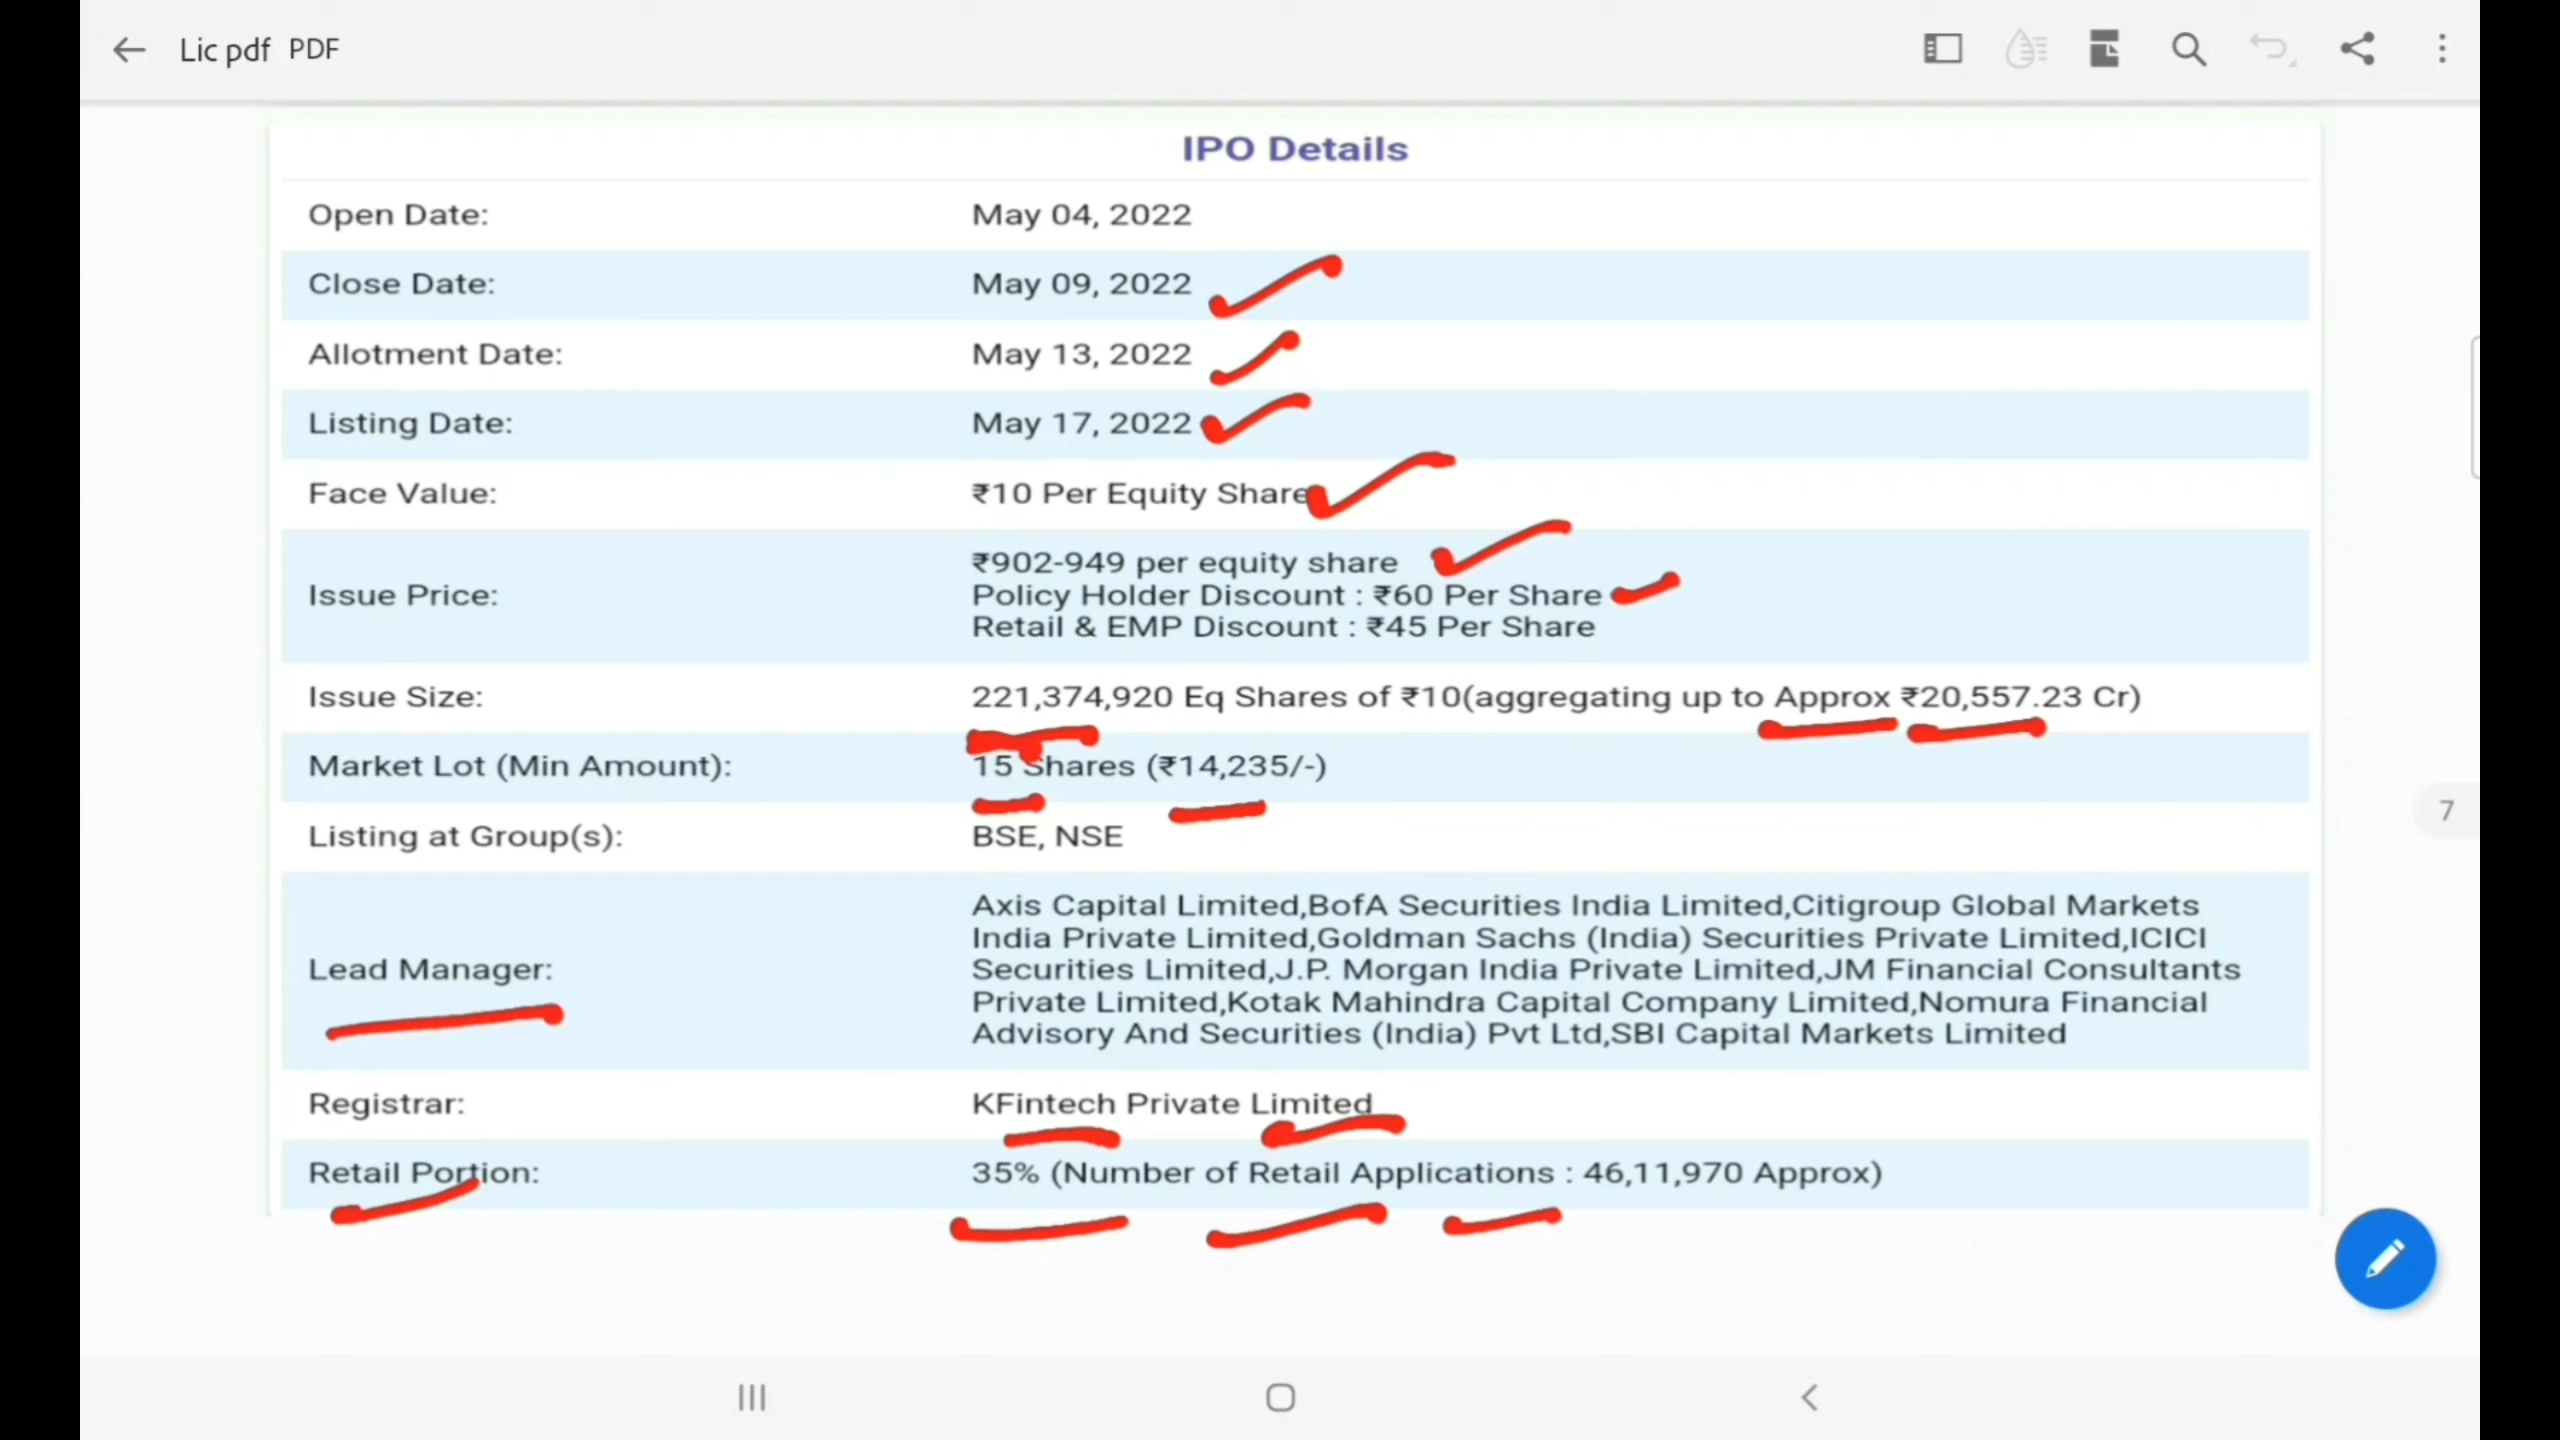 Lic pdf PDF
IPO Details
Open Date: May 04, 2022
Close Date: May 09, 2022
Allotment Date: May 13, 2022
Listing Date: May 17, 2022
Face Value: ₹10 Per Equity Share
Issue Price: ₹902-949 per equity share
Policy Holder Discount : ₹60 Per Share
Retail & EMP Discount : ₹45 Per Share
Issue Size: 221,374,920 Eq Shares of ₹10(aggregating up to Approx ₹20,557.23 Cr)
Market Lot (Min Amount): 15 Shares (₹14,235/-)
Listing at Group(s): BSE, NSE
Lead Manager: Axis Capital Limited,BofA Securities India Limited,Citigroup Global Markets
India Private Limited,Goldman Sachs (India) Securities Private Limited,ICICI
Securities Limited,J.P. Morgan India Private Limited,JM Financial Consultants
Private Limited,Kotak Mahindra Capital Company Limited,Nomura Financial
Advisory And Securities (India) Pvt Ltd,SBI Capital Markets Limited
Registrar: KFintech Private Limited
Retail Portion: 35% (Number of Retail Applications : 46,11,970 Approx)
7